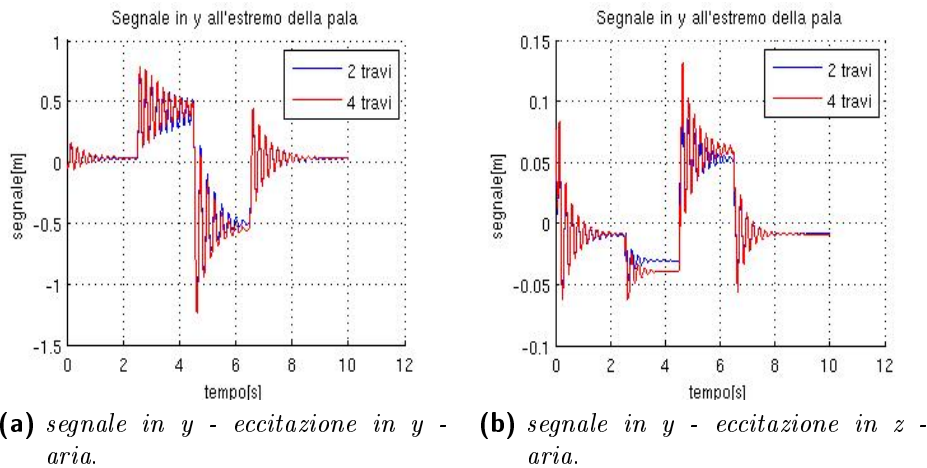 Segnale in y all'estremo della pala
1
0.5
0
-0.5
-1
-1.5
segnale[m]
0 2 4 6 8 10 12
tempo[s]
2 travi
4 travi
(a) segnale in y - eccitazione in y -
aria.
Segnale in y all'estremo della pala
0.15
0.1
0.05
0
-0.05
-0.1
segnale[m]
0 2 4 6 8 10 12
tempo[s]
2 travi
4 travi
(b) segnale in y - eccitazione in z -
aria.